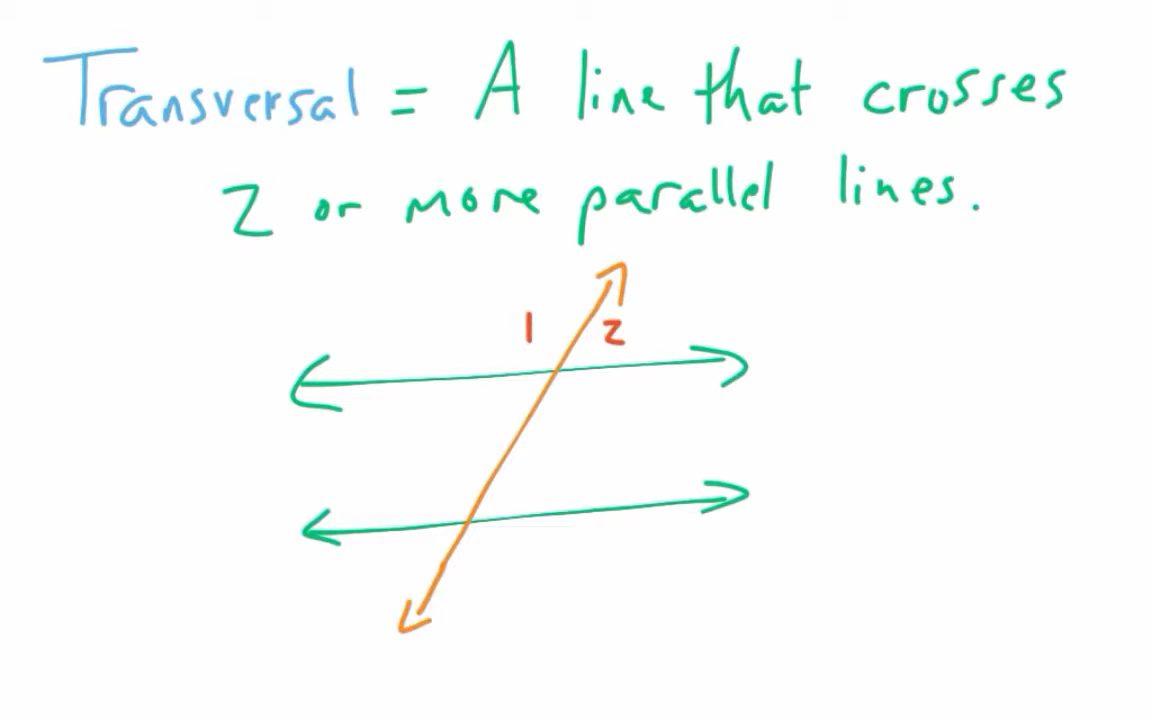 Transversal = A line that crosses
2 or more parallel lines.
1 2